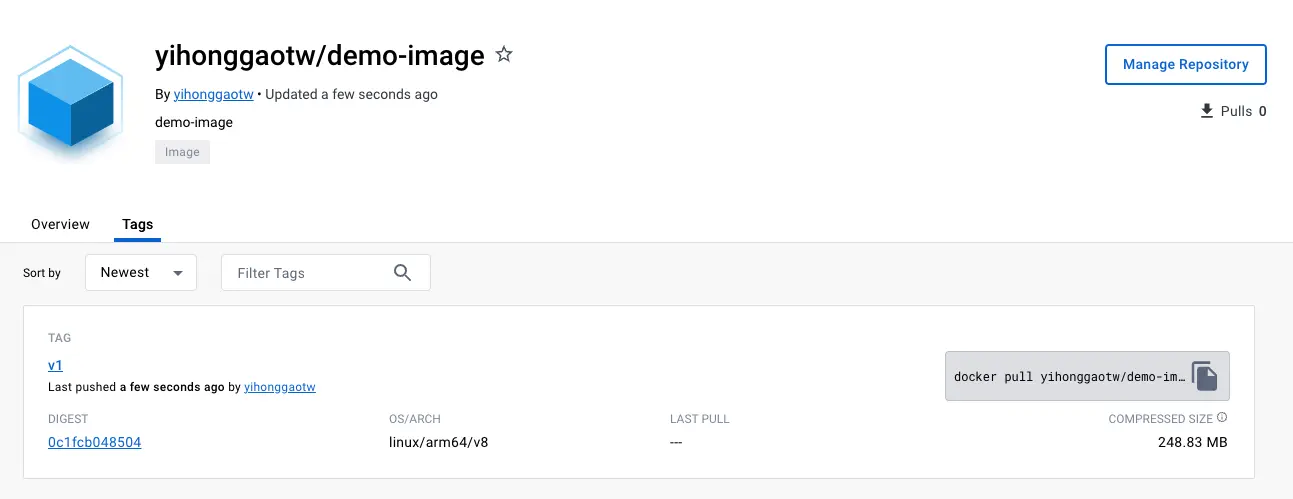 yihonggaotw/demo-image
By yihonggaotw • Updated a few seconds ago
demo-image
Image
Manage Repository
Pulls 0
Overview Tags
Sort by Newest Filter Tags
TAG
v1
Last pushed a few seconds ago by yihonggaotw
docker pull yihonggaotw/demo-im…
DIGEST OS/ARCH LAST PULL COMPRESSED SIZE
0c1fcb048504 linux/arm64/v8 --- 248.83 MB